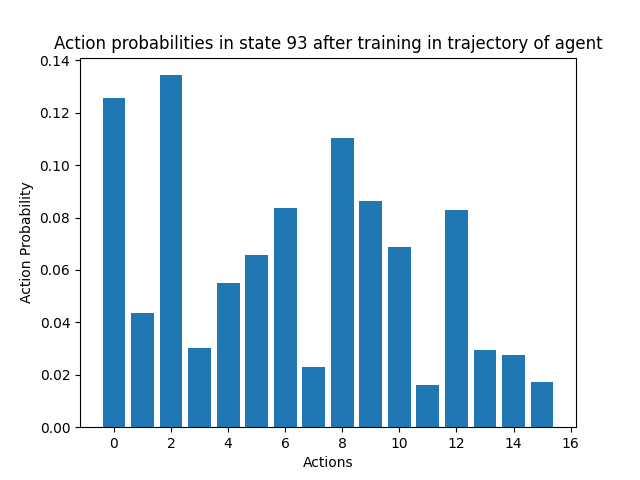 Action probabilities in state 93 after training in trajectory of agent
0.14
0.12
0.10
0.08
0.06
0.04
0.02
0.00
Action Probability
0 2 4 6 8 10 12 14 16
Actions